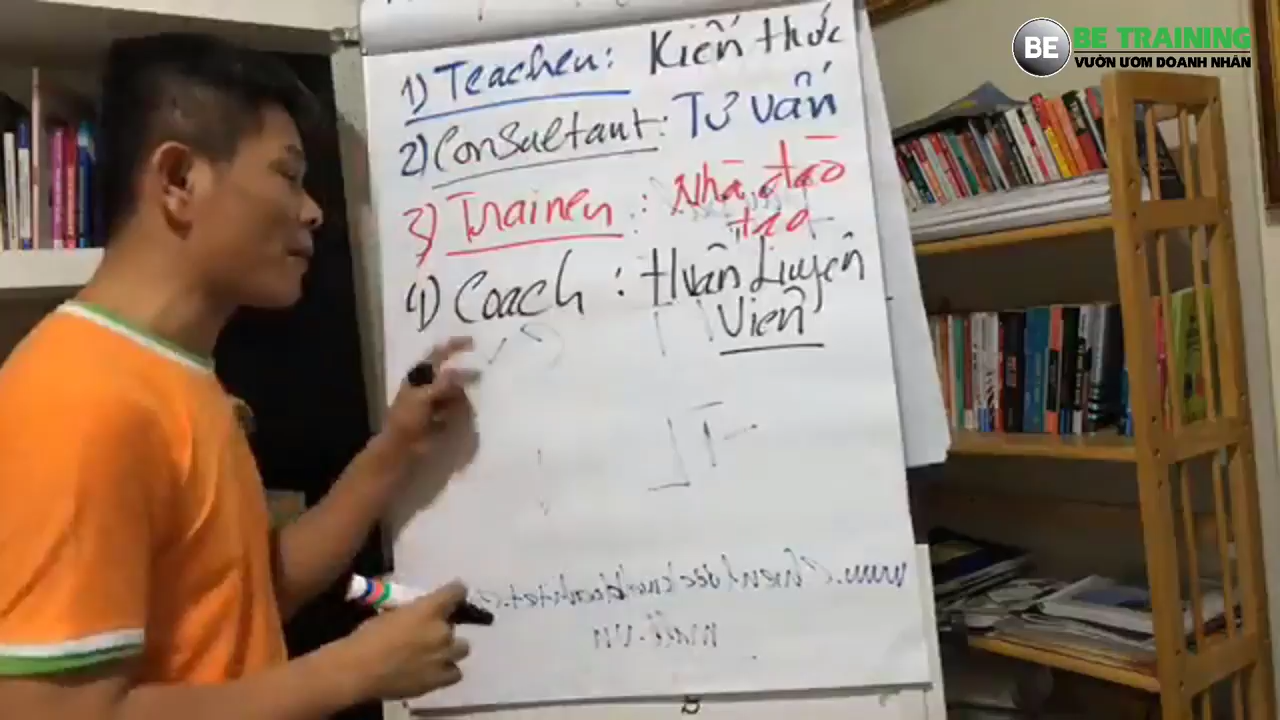 BE BE TRAINING
VƯỜN ƯƠM DOANH NHÂN
1) Teacher: Kiến thức
2) Consultant: Tư vấn
3) Trainer: Nhà đào
tạo
4) Coach: Huấn Luyện
Viên